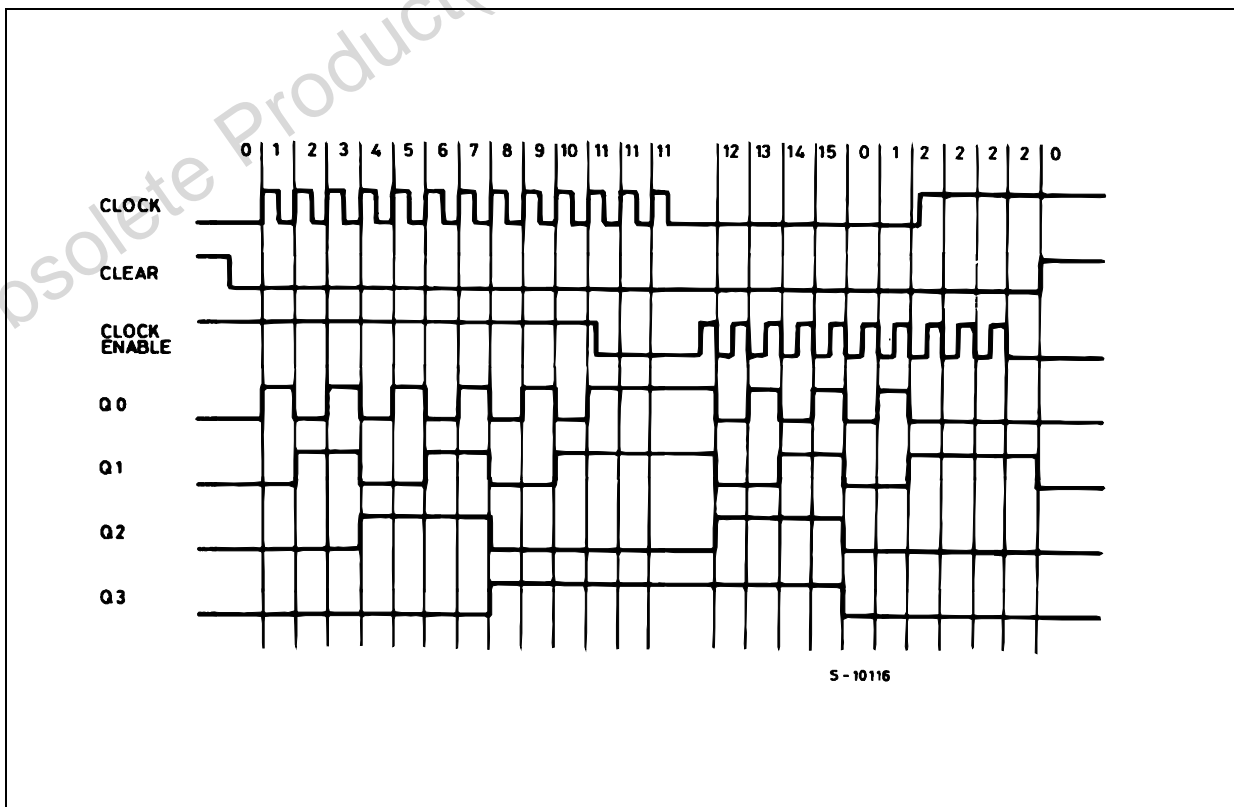 bsolete Product(
0 1 2 3 4 5 6 7 8 9 10 11 11 11 12 13 14 15 0 1 2 2 2 2 0
CLOCK
CLEAR
CLOCK
ENABLE
Q0
Q1
Q2
Q3
S-10116